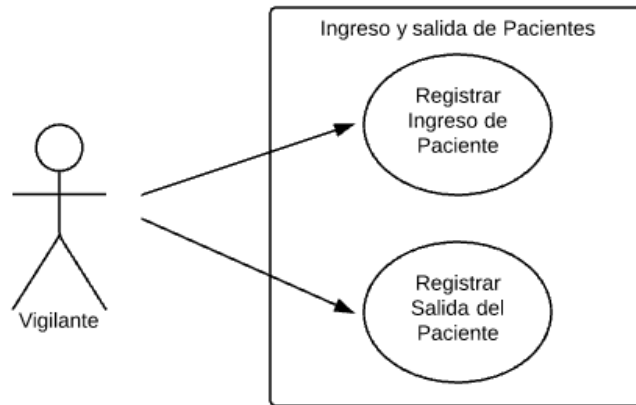 Ingreso y salida de Pacientes
Registrar
Ingreso de
Paciente
Vigilante
Registrar
Salida del
Paciente